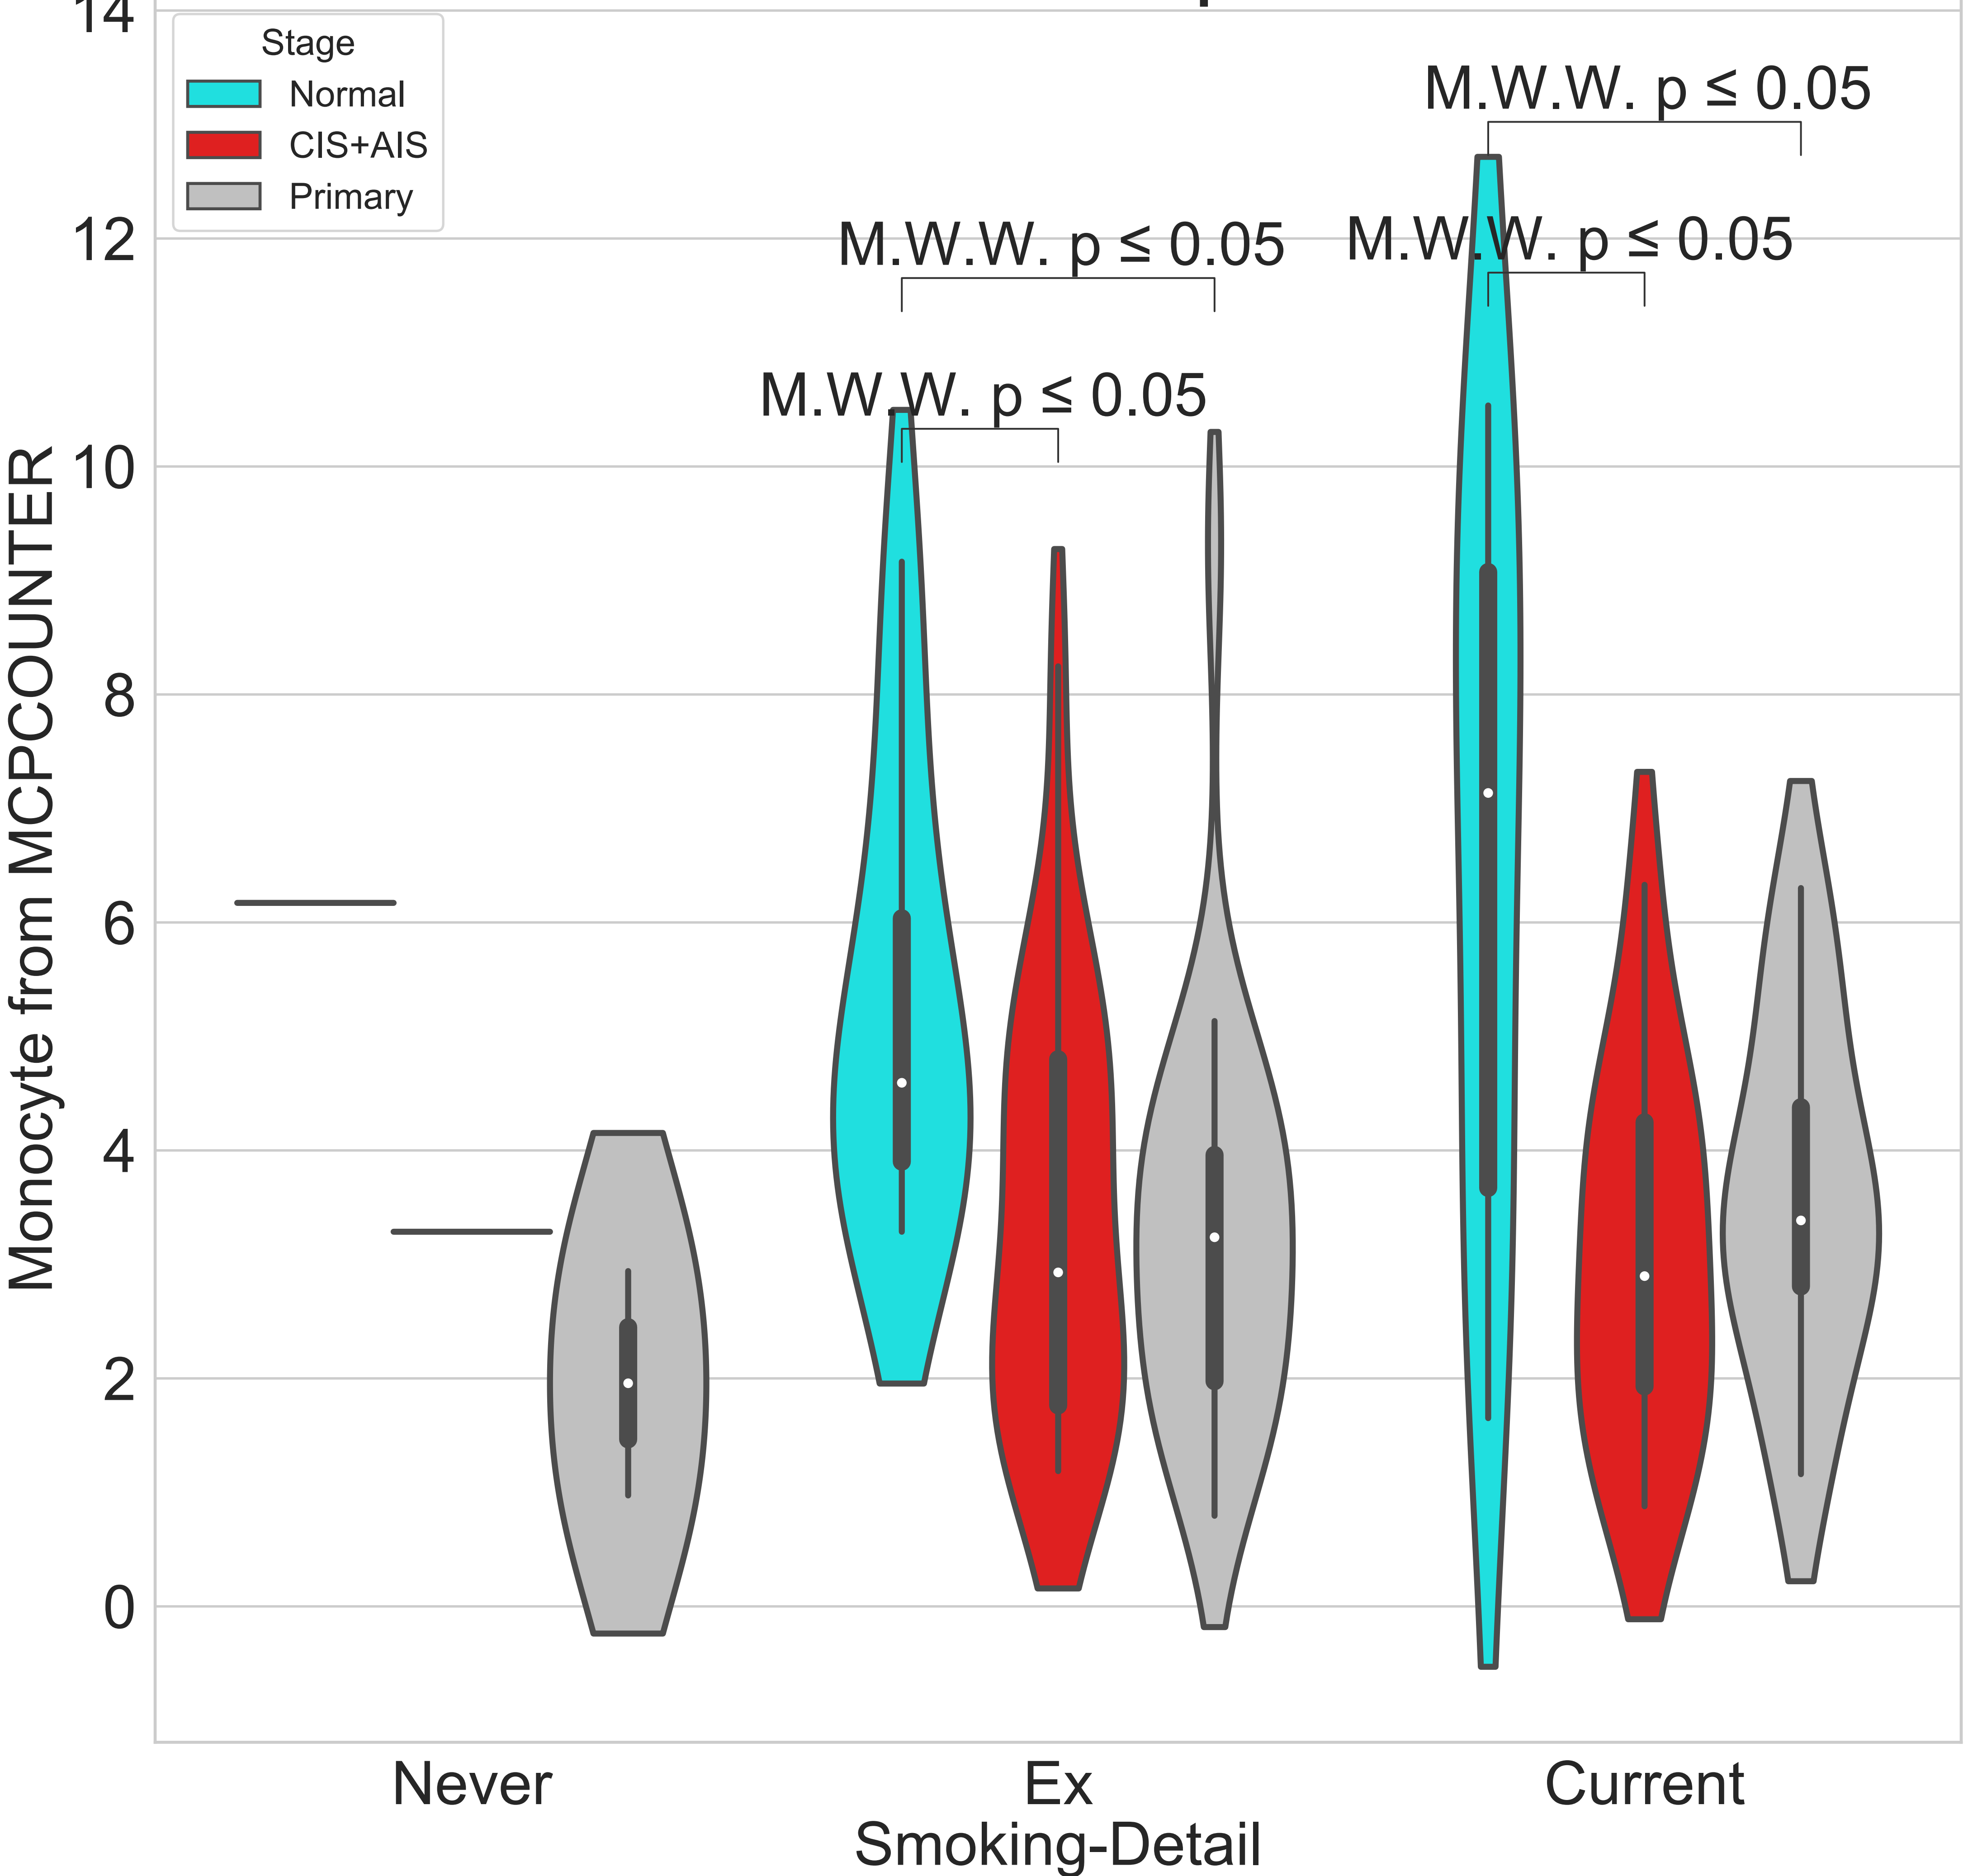 14
Stage
Normal
CIS+AIS
Primary
M.W.W. p ≤ 0.05
12
M.W.W. p ≤ 0.05
M.W.W. p ≤ 0.05
M.W.W. p ≤ 0.05
10
8
6
4
2
0
Monocyte from MCPCOUNTER
Never
Ex
Current
Smoking-Detail